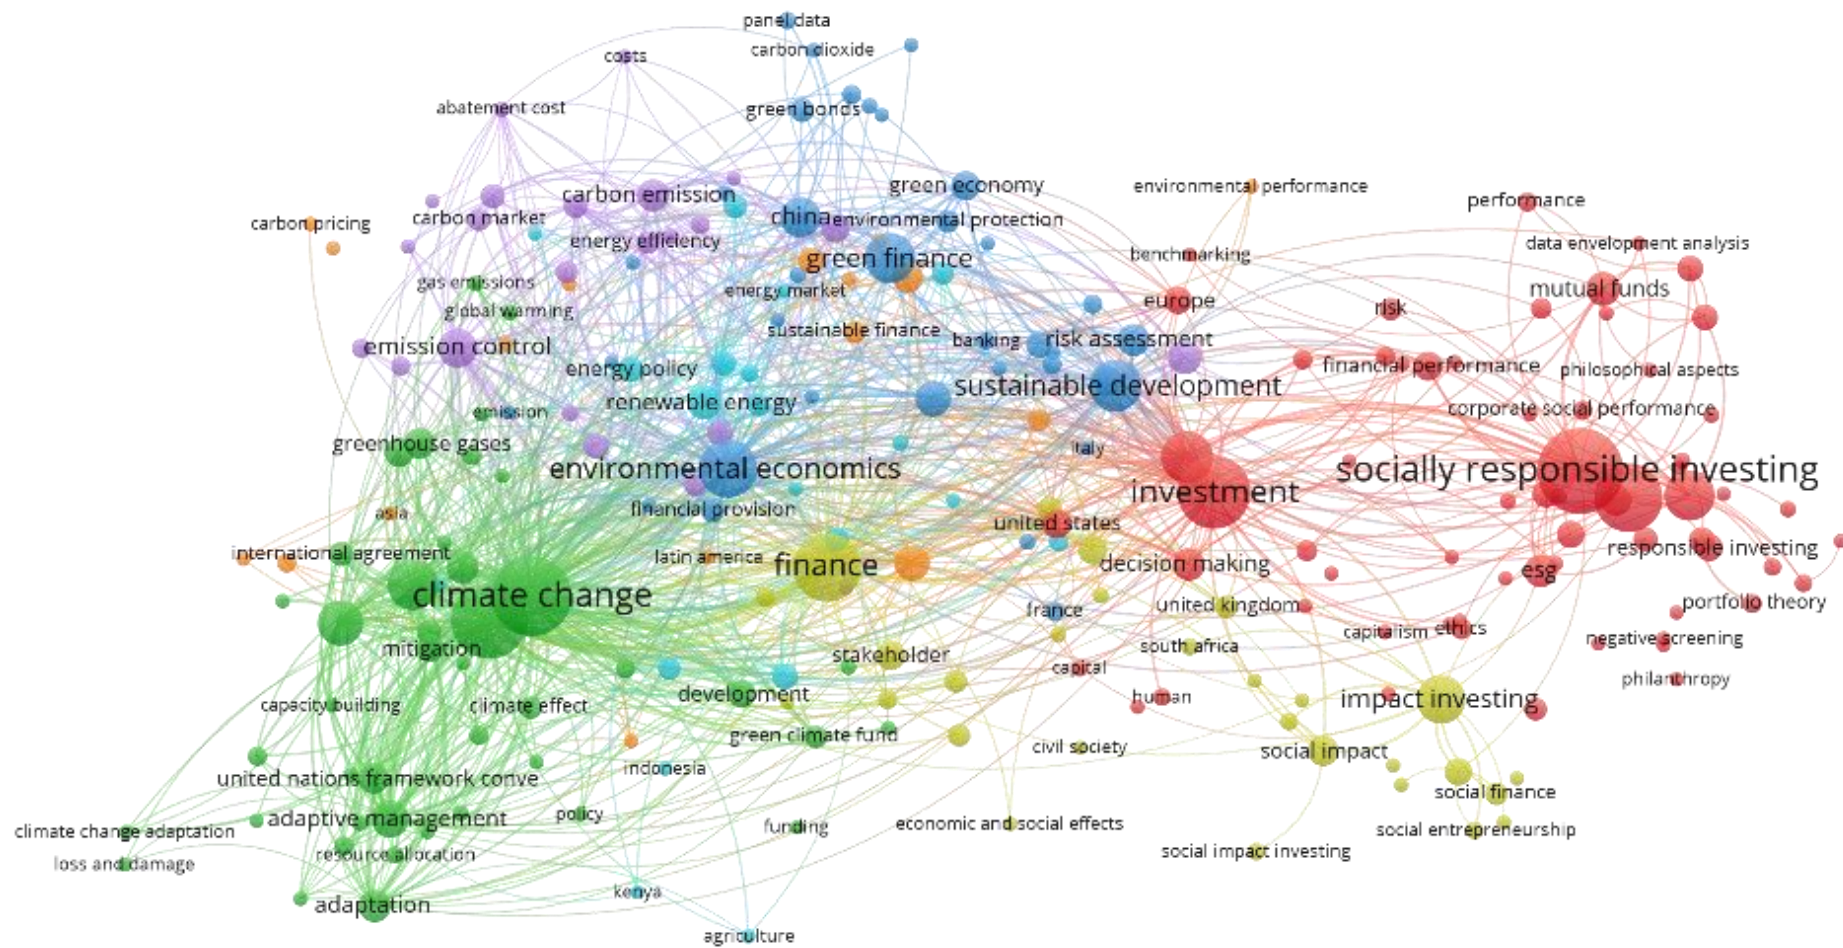 panel data
carbon dioxide
costs
abatement cost
green bonds
carbon emission
green economy
environmental performance
performance
carbon market
china
environmental protection
carbon pricing
energy efficiency
data envelopment analysis
benchmarking
green finance
gas emissions
energy market
mutual funds
europe
global warming
risk
sustainable finance
banking
risk assessment
emission control
energy policy
financial performance
philosophical aspects
sustainable development
renewable energy
corporate social performance
emission
greenhouse gases
italy
environmental economics
socially responsible investing
investment
financial provision
asia
united states
international agreement
latin america
finance
decision making
responsible investing
esg
climate change
france
united kingdom
portfolio theory
capitalism
ethics
negative screening
mitigation
south africa
stakeholder
capital
philanthropy
development
human
impact investing
capacity building
climate effect
green climate fund
civil society
social impact
indonesia
united nations framework conve
social finance
adaptive management
policy
funding
economic and social effects
social entrepreneurship
climate change adaptation
resource allocation
social impact investing
loss and damage
kenya
adaptation
agriculture